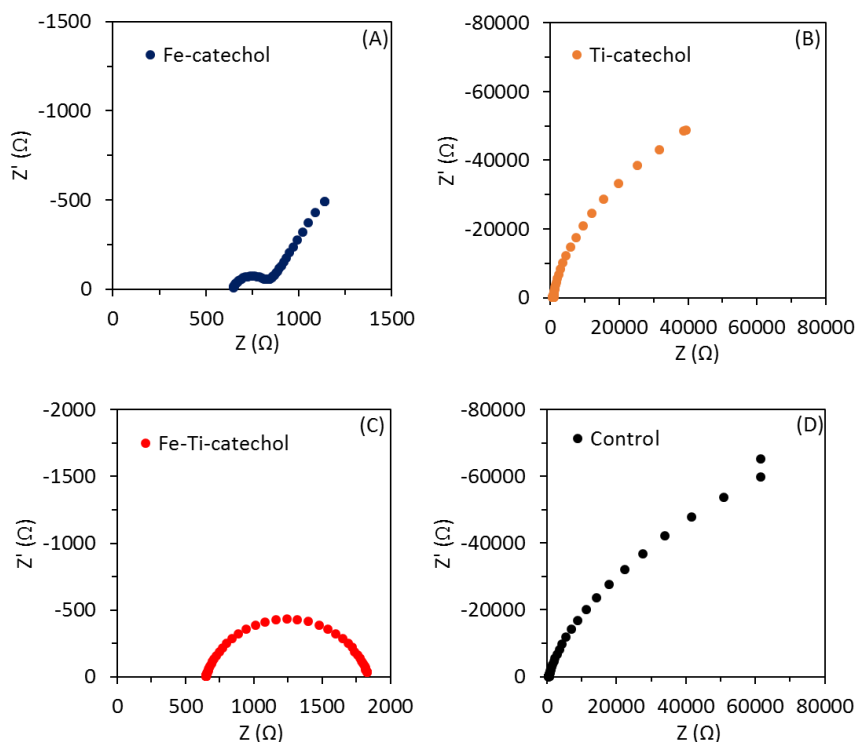 (A)
Fe-catechol
-1500
-1000
-500
0
0 500 1000 1500
Z' (Ω)
Z (Ω)
(B)
Ti-catechol
-80000
-60000
-40000
-20000
0
0 20000 40000 60000 80000
Z' (Ω)
Z (Ω)
(C)
Fe-Ti-catechol
-2000
-1500
-1000
-500
0
0 500 1000 1500 2000
Z' (Ω)
Z (Ω)
(D)
Control
-80000
-60000
-40000
-20000
0
0 20000 40000 60000 80000
Z' (Ω)
Z (Ω)